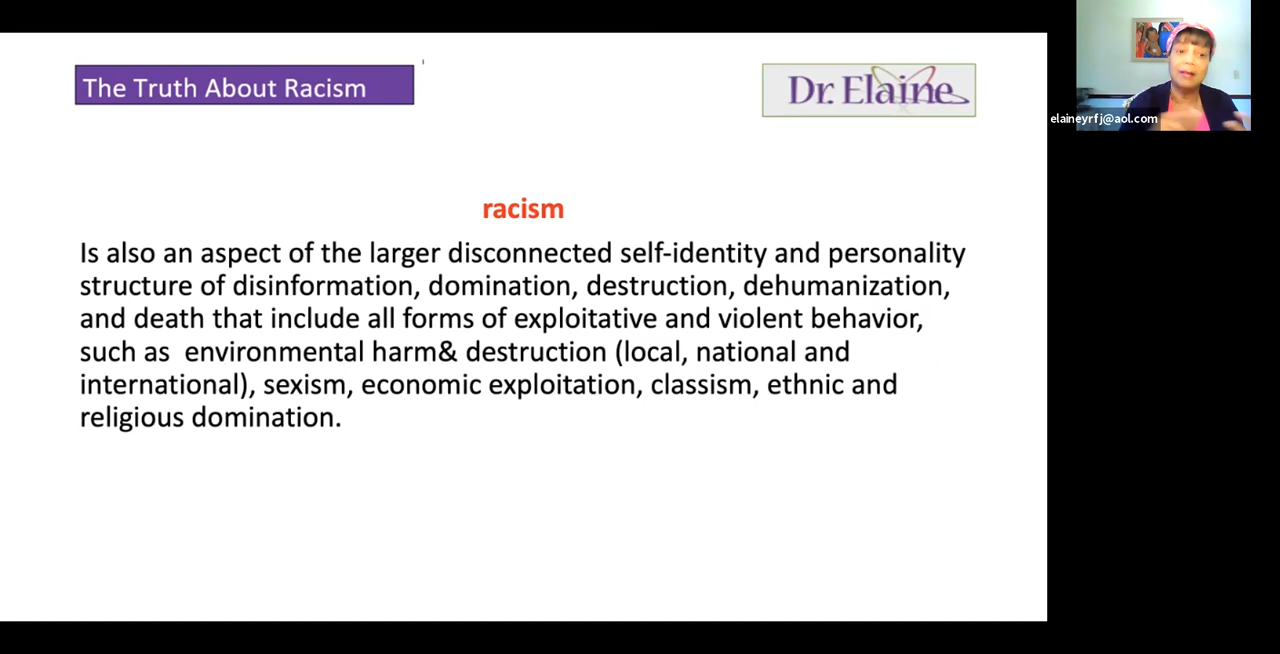 The Truth About Racism
Dr. Elaine
elaineyrfj@aol.com
racism
Is also an aspect of the larger disconnected self-identity and personality
structure of disinformation, domination, destruction, dehumanization,
and death that include all forms of exploitative and violent behavior,
such as  environmental harm& destruction (local, national and
international), sexism, economic exploitation, classism, ethnic and
religious domination.